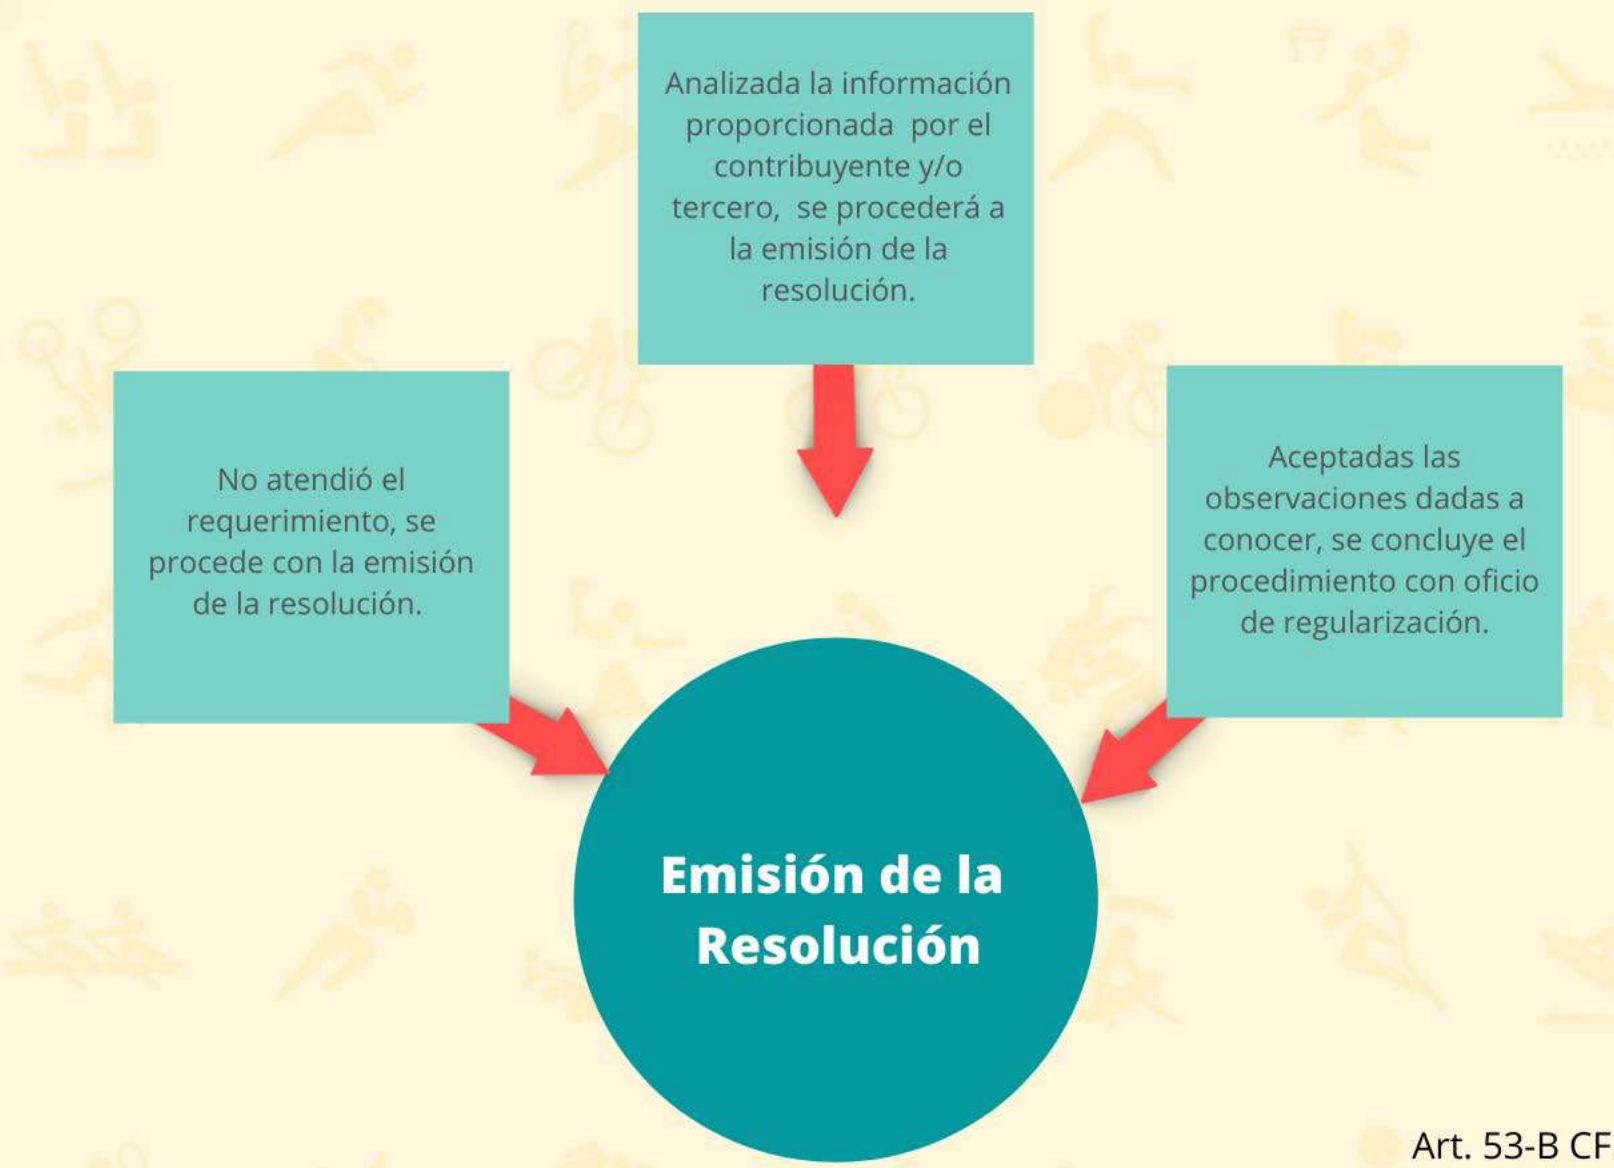 Analizada la información
proporcionada por el
contribuyente y/o
tercero, se procederá a
la emisión de la
resolución.
No atendió el
requerimiento, se
procede con la emisión
de la resolución.
Aceptadas las
observaciones dadas a
conocer, se concluye el
procedimiento con oficio
de regularización.
Emisión de la
Resolución
Art. 53-B CF